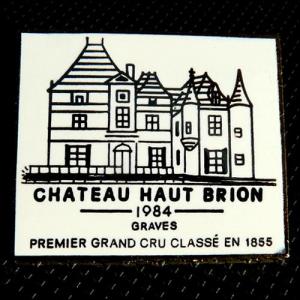 CHATEAU HAUT BRION
1984
GRAVES
PREMIER GRAND CRU CLASSÉ EN 1855